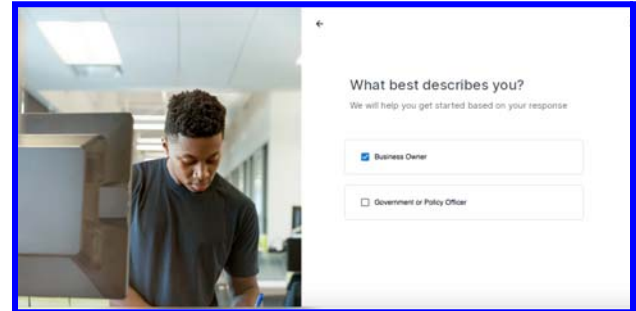 What best describes you?
We will help you get started based on your response
Business Owner
Government or Policy Officer